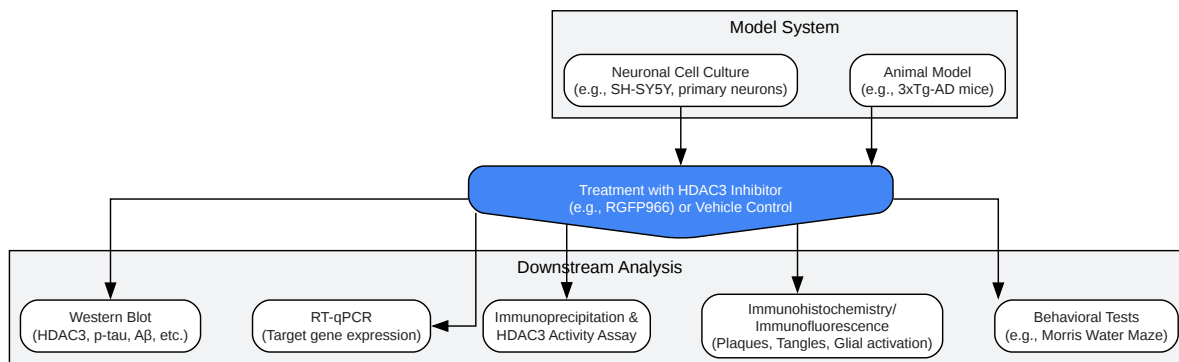 Model System
Neuronal Cell Culture
(e.g., SH-SY5Y, primary neurons)
Animal Model
(e.g., 3xTg-AD mice)
Treatment with HDAC3 Inhibitor
(e.g., RGFP966) or Vehicle Control
Downstream Analysis
Western Blot
(HDAC3, p-tau, Aβ, etc.)
RT-qPCR
(Target gene expression)
Immunoprecipitation &
HDAC3 Activity Assay
Immunohistochemistry/
Immunofluorescence
(Plaques, Tangles, Glial activation)
Behavioral Tests
(e.g., Morris Water Maze)